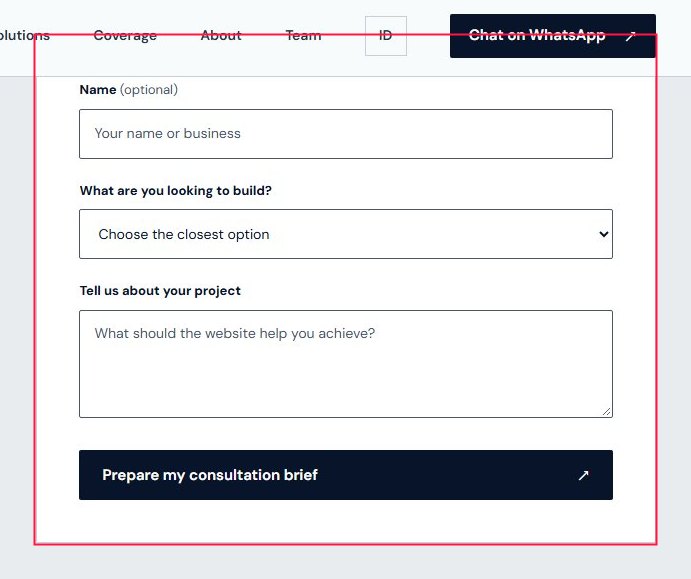 olutions Coverage About Team ID Chat on WhatsApp ↗
Name (optional)
Your name or business
What are you looking to build?
Choose the closest option
Tell us about your project
What should the website help you achieve?
Prepare my consultation brief ↗